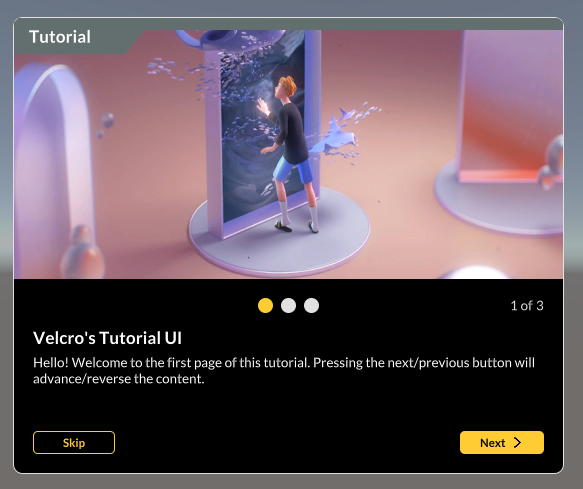 Tutorial
1 of 3
Velcro's Tutorial UI
Hello! Welcome to the first page of this tutorial. Pressing the next/previous button will
advance/reverse the content.
Skip
Next